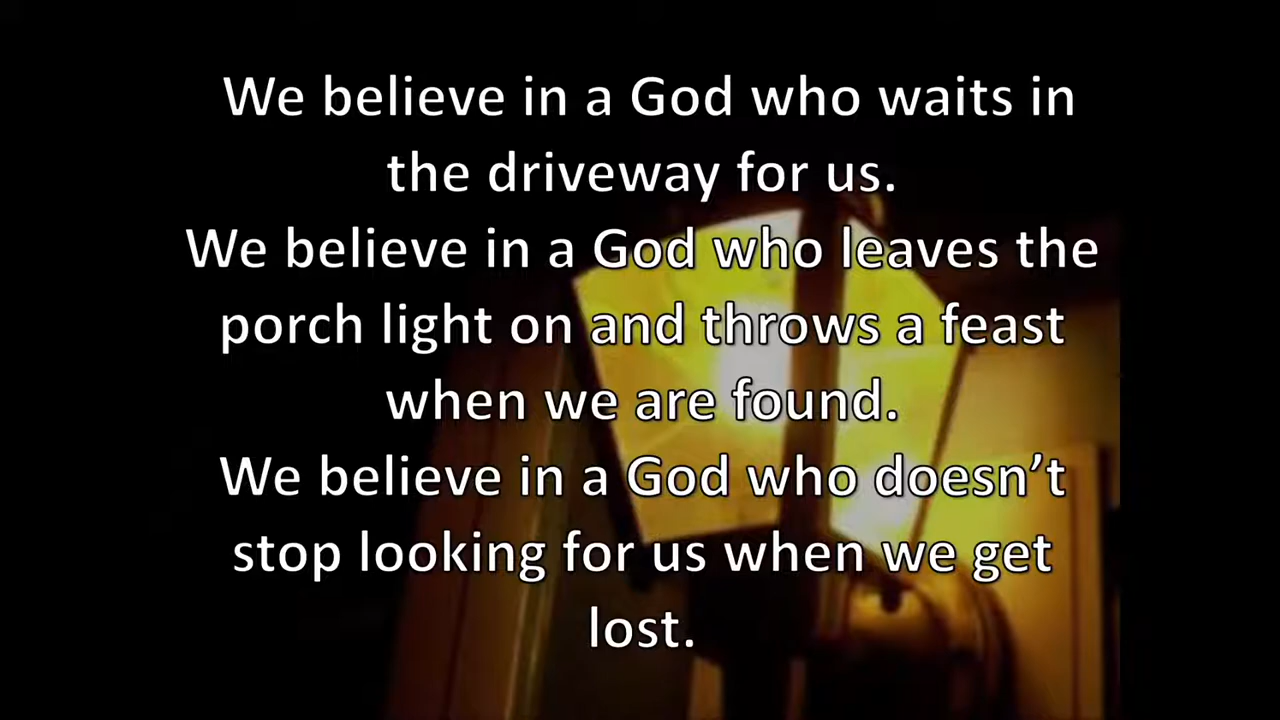 We believe in a God who waits in
the driveway for us.
We believe in a God who leaves the
porch light on and throws a feast
when we are found.
We believe in a God who doesn’t
stop looking for us when we get
lost.